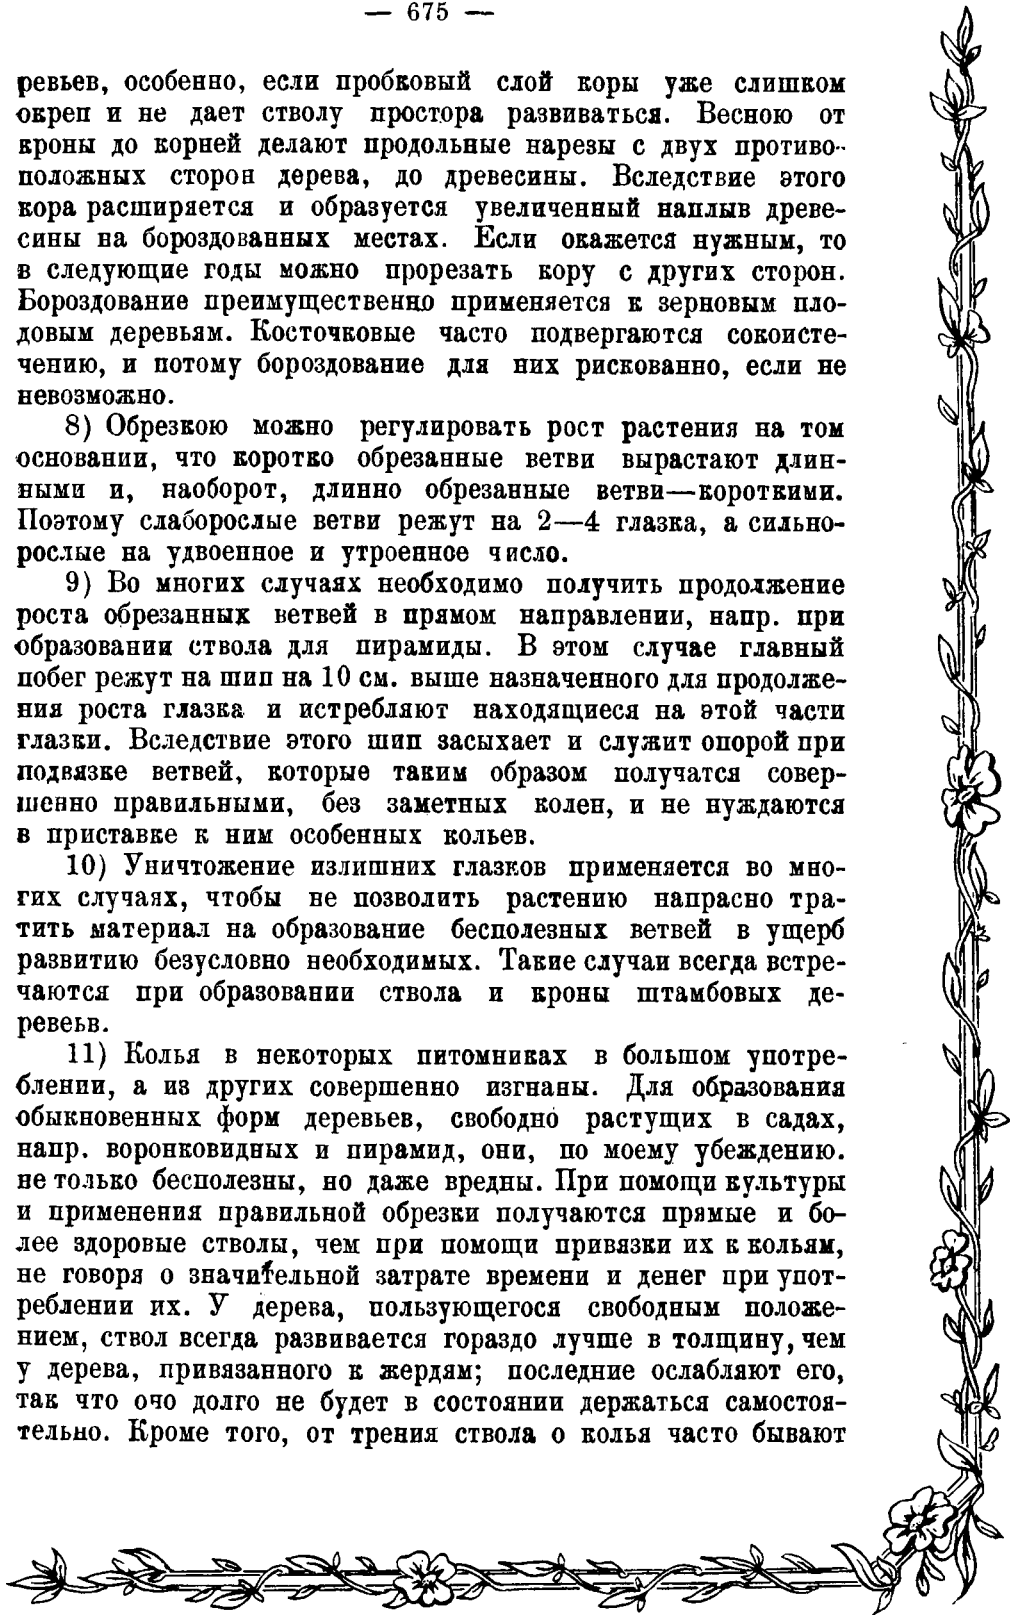 — 675 —
ревьев, особенно, если пробковый слой коры уже слишком
окреп и не дает стволу простора развиваться. Весною от
кроны до корней делают продольные нарезы с двух противо-
положных сторон дерева, до древесины. Вследствие этого
кора расширяется и образуется увеличенный наплыв древе-
сины на бороздованных местах. Если окажется нужным, то
в следующие годы можно прорезать кору с других сторон.
Бороздование преимущественно применяется к зерновым пло-
довым деревьям. Косточковые часто подвергаются сокоисте-
чению, и потому бороздование для них рискованно, если не
невозможно.
8) Обрезкою можно регулировать рост растения на том
основании, что коротко обрезанные ветви вырастают длин-
ными и, наоборот, длинно обрезанные ветви—короткими.
Поэтому слаборослые ветви режут на 2—4 глазка, а сильно-
рослые на удвоенное и утроенное число.
9) Во многих случаях необходимо получить продолжение
роста обрезанных ветвей в прямом направлении, напр. при
образовании ствола для пирамиды. В этом случае главный
побег режут на шип на 10 см. выше назначенного для продолже-
ния роста глазка и истребляют находящиеся на этой части
глазки. Вследствие этого шип засыхает и служит опорой при
подвязке ветвей, которые таким образом получатся совер-
шенно правильными, без заметных колен, и не нуждаются
в приставке к ним особенных кольев.
10) Уничтожение излишних глазков применяется во мно-
гих случаях, чтобы не позволить растению напрасно тра-
тить материал на образование бесполезных ветвей в ущерб
развитию безусловно необходимых. Такие случаи всегда встре-
чаются при образовании ствола и кроны штамбовых де-
ревеьв.
11) Колья в некоторых питомниках в большом употре-
блении, а из других совершенно изгнаны. Для образования
обыкновенных форм деревьев, свободно растущих в садах,
напр. воронковидных и пирамид, они, по моему убеждению.
не только бесполезны, но даже вредны. При помощи культуры
и применения правильной обрезки получаются прямые и бо-
лее здоровые стволы, чем при помощи привязки их к кольям,
не говоря о значительной затрате времени и денег при упот-
реблении их. У дерева, пользующегося свободным положе-
нием, ствол всегда развивается гораздо лучше в толщину, чем
у дерева, привязанного к жердям; последние ослабляют его,
так что очо долго не будет в состоянии держаться самостоя-
тельно. Кроме того, от трения ствола о колья часто бывают